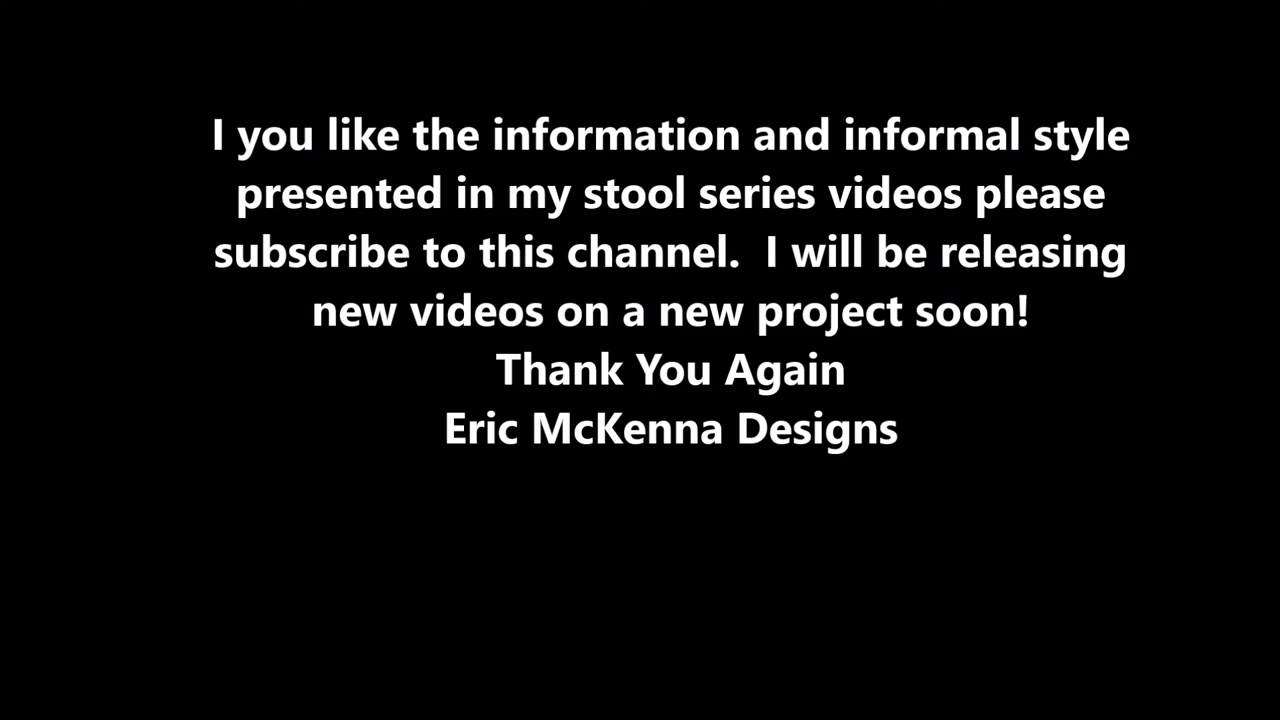 I you like the information and informal style
presented in my stool series videos please
subscribe to this channel.  I will be releasing
new videos on a new project soon!
Thank You Again
Eric McKenna Designs